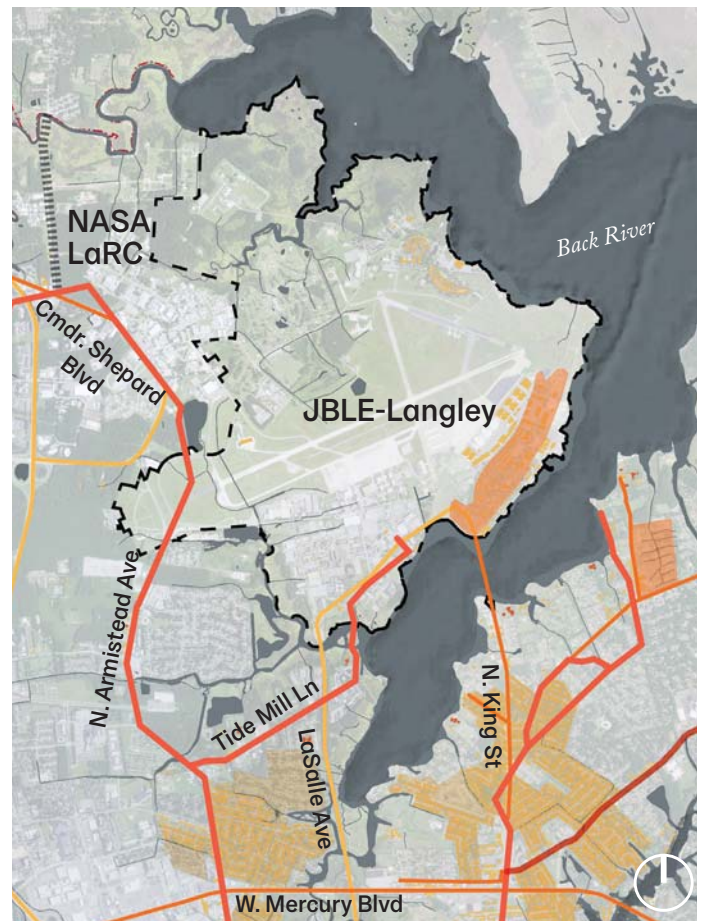 NASA
LaRC
Back River
Cmdr. Shepard
Blvd
JBLE-Langley
N. Armistead Ave
Tide Mill Ln
N. King St
LaSalle Ave
W. Mercury Blvd